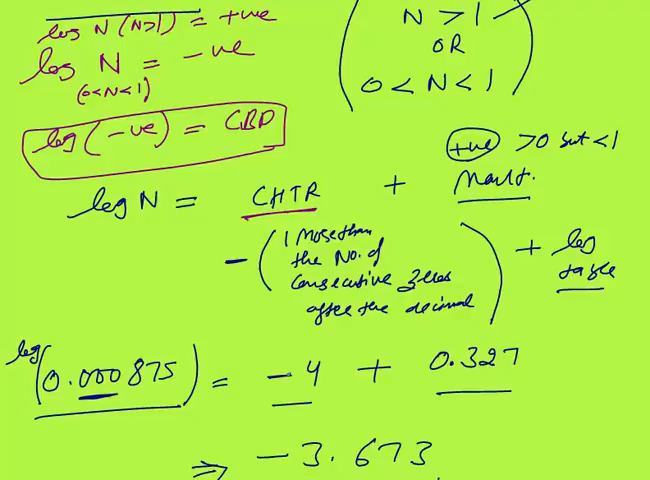 log N (N>1) = +ve
log N = -ve
(0<N<1)
N > 1
OR
0 < N < 1
log (-ve) = CBD
+ve >0 but <1
log N = CHTR + Mant.
- (1 More than the No. of consecutive zeros after the decimal) + log table
log (0.000875) = -4 + 0.327
⇒ -3.673